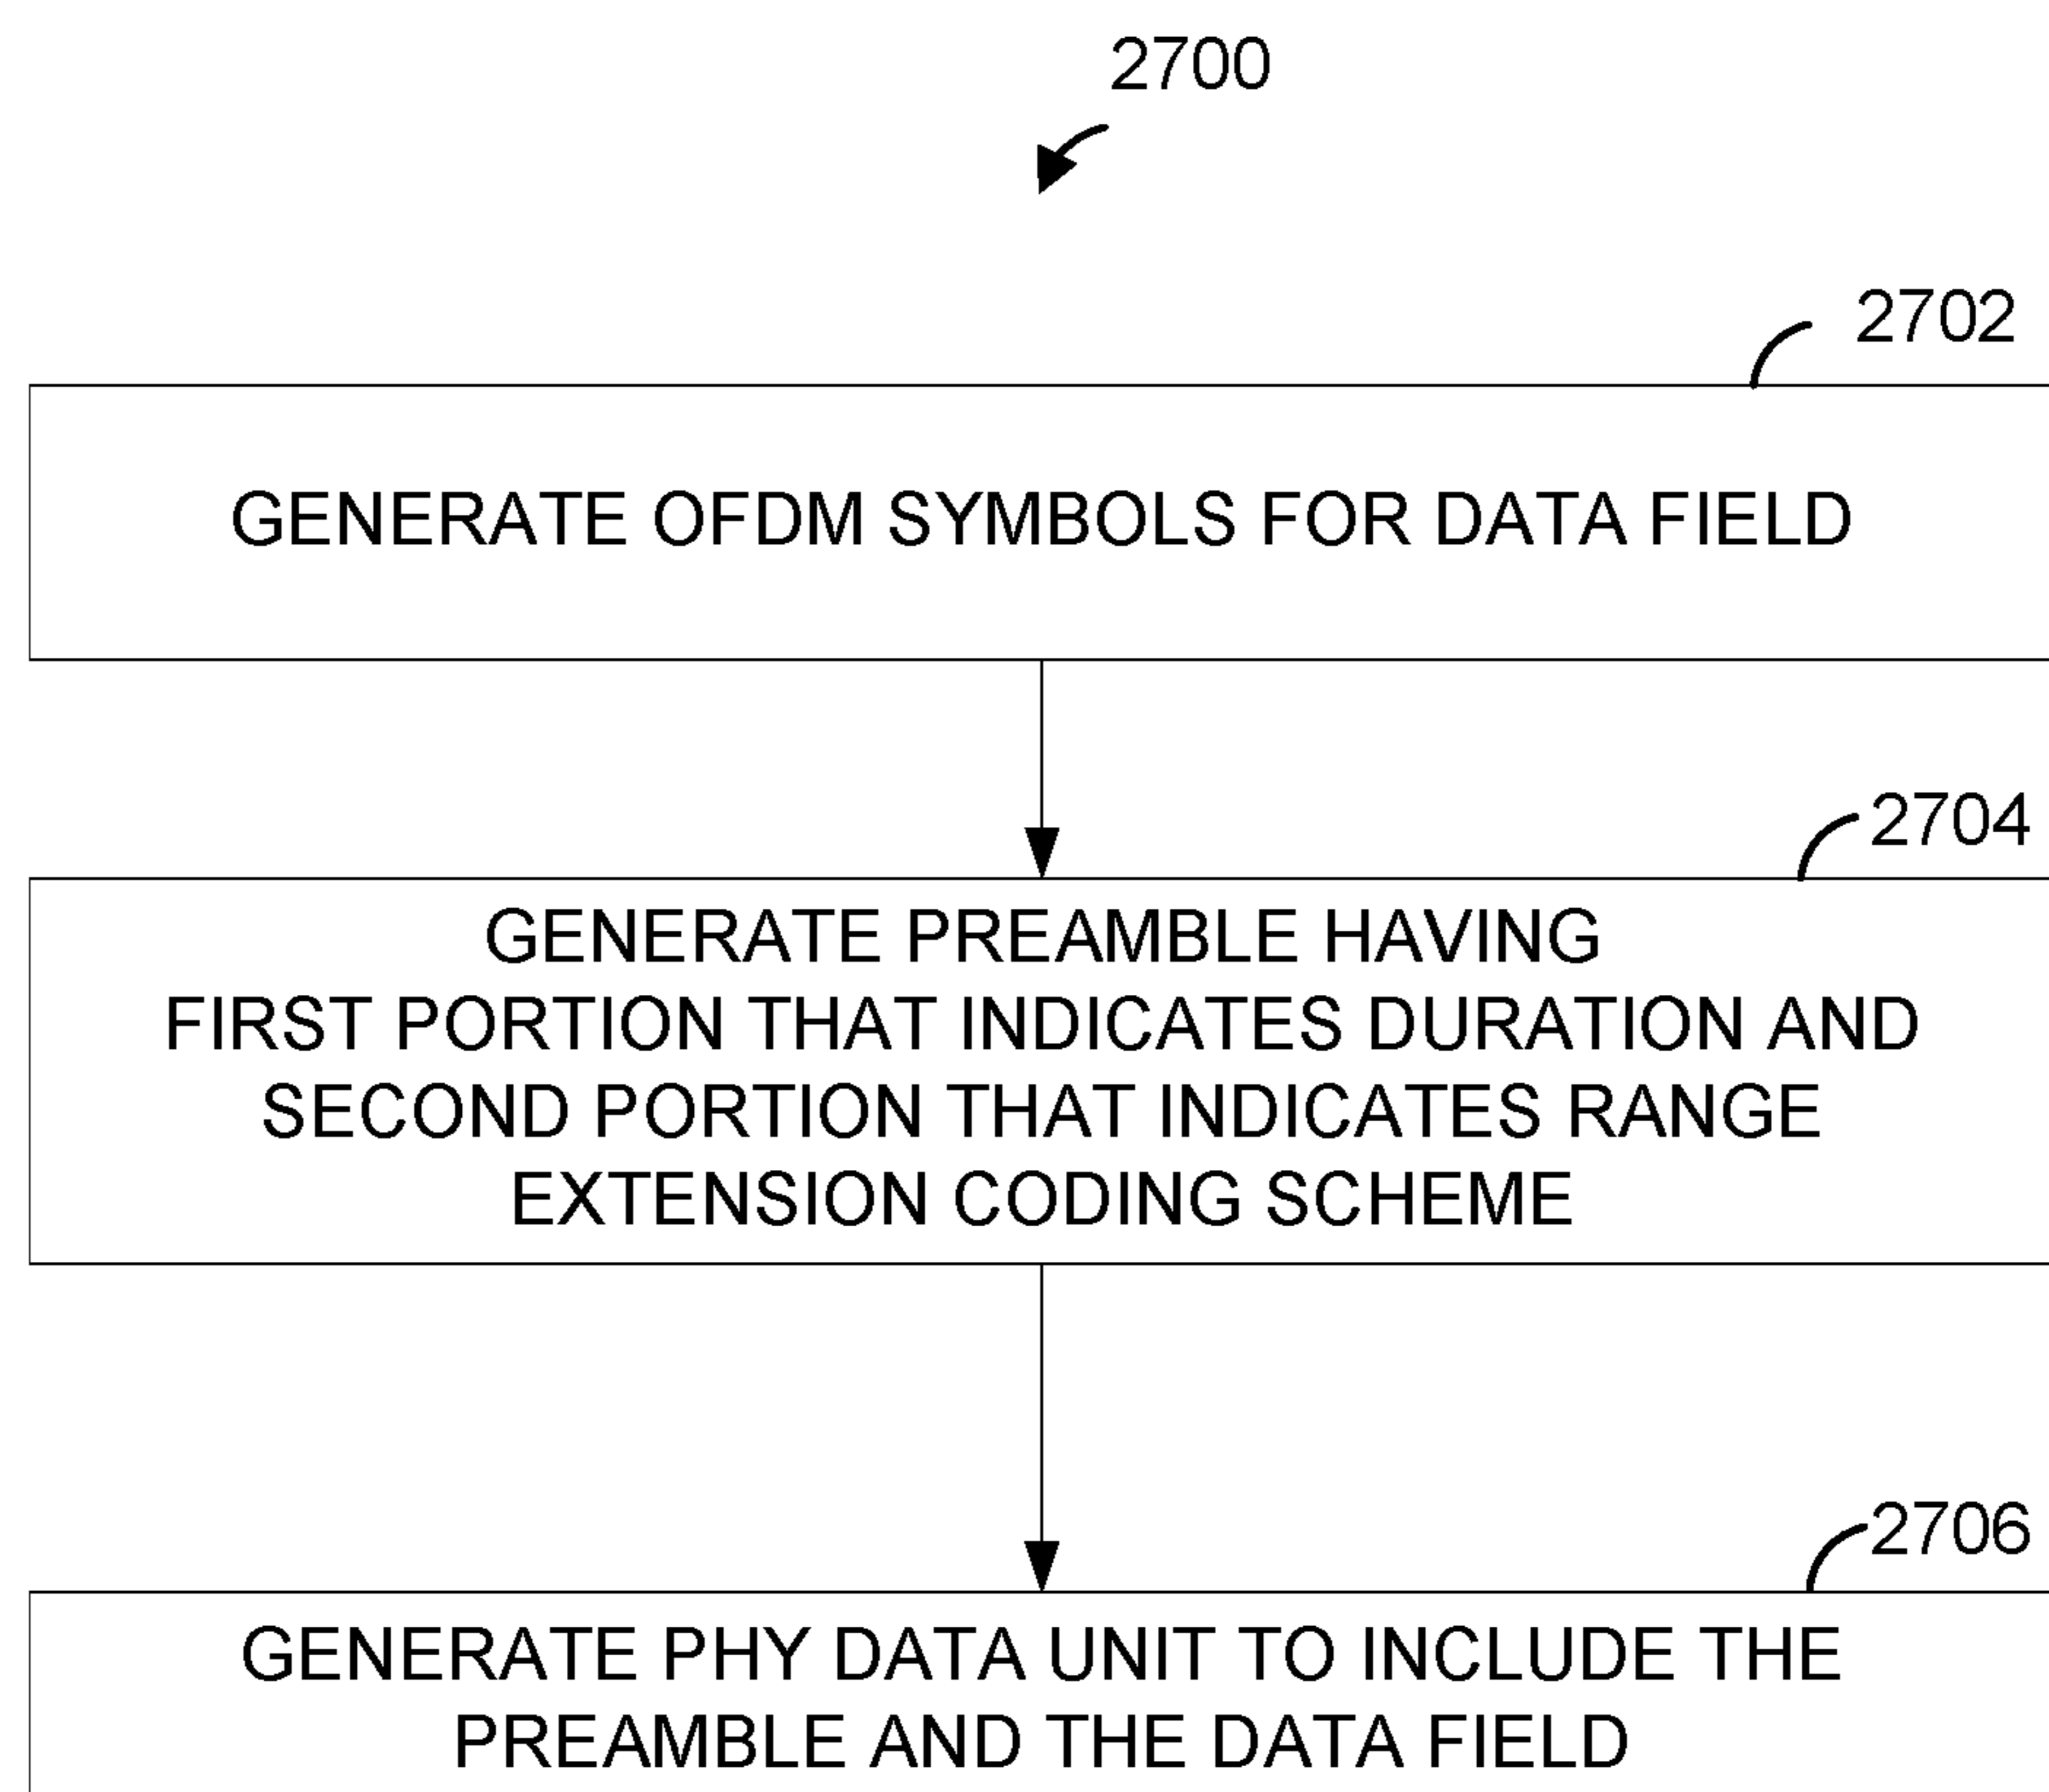 2700
2702
GENERATE OFDM SYMBOLS FOR DATA FIELD
2704
GENERATE PREAMBLE HAVING
FIRST PORTION THAT INDICATES DURATION AND
SECOND PORTION THAT INDICATES RANGE
EXTENSION CODING SCHEME
2706
GENERATE PHY DATA UNIT TO INCLUDE THE
PREAMBLE AND THE DATA FIELD